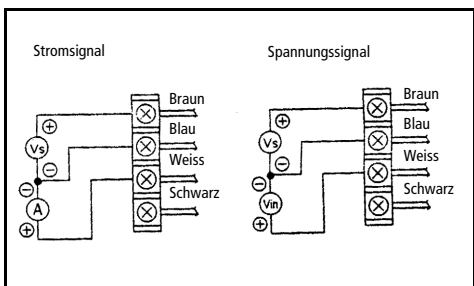 Stromsignal
Braun
Blau
Weiss
Schwarz
Vs
A
Spannungssignal
Braun
Blau
Weiss
Schwarz
Vs
Vin